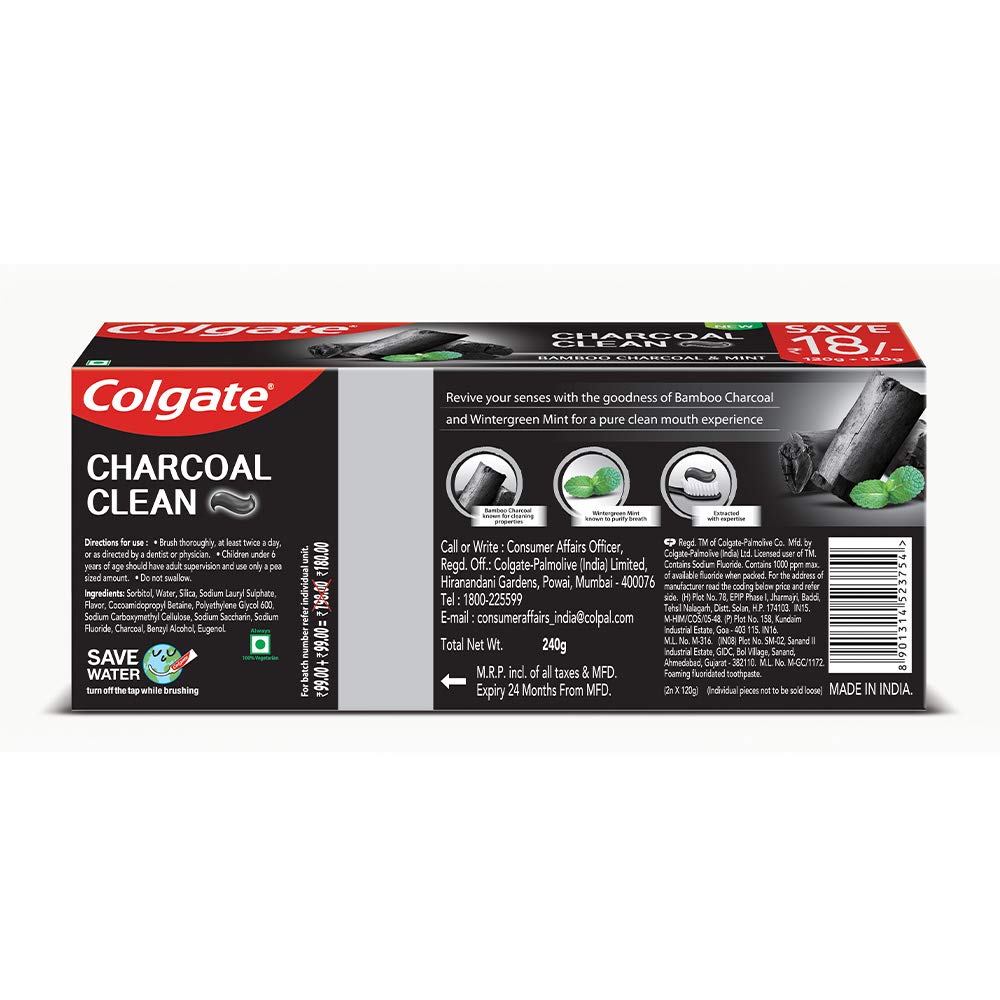 Colgate
CHARCOAL
CLEAN
BAMBOO CHARCOAL & MINT
NEW
SAVE
₹18/-
120g + 120g
Colgate®
CHARCOAL
CLEAN
Directions for use : • Brush thoroughly, at least twice a day,
or as directed by a dentist or physician. • Children under 6
years of age should have adult supervision and use only a pea
sized amount. • Do not swallow.
Ingredients: Sorbitol, Water, Silica, Sodium Lauryl Sulphate,
Flavor, Cocamidopropyl Betaine, Polyethylene Glycol 600,
Sodium Carboxymethyl Cellulose, Sodium Saccharin, Sodium
Fluoride, Charcoal, Benzyl Alcohol, Eugenol.
Always
100% Vegetarian
SAVE
WATER
turn off the tap while brushing
For batch number refer individual unit.
₹99.00 + ₹99.00 = ₹198.00 ₹180.00
Revive your senses with the goodness of Bamboo Charcoal
and Wintergreen Mint for a pure clean mouth experience
Bamboo Charcoal
known for cleaning
properties
Wintergreen Mint
known to purify breath
Extracted
with expertise
Call or Write : Consumer Affairs Officer,
Regd. Off.: Colgate-Palmolive (India) Limited,
Hiranandani Gardens, Powai, Mumbai - 400076
Tel : 1800-225599
E-mail : consumeraffairs_india@colpal.com
Total Net Wt. 240g
M.R.P. incl. of all taxes & MFD.
Expiry 24 Months From MFD.
Regd. TM of Colgate-Palmolive Co. Mfd. by
Colgate-Palmolive (India) Ltd. Licensed user of TM.
Contains Sodium Fluoride. Contains 1000 ppm max.
of available fluoride when packed. For the address of
manufacturer read the coding below price and refer
side. (H) Plot No. 78, EPIP Phase I, Jharmajri, Baddi,
Tehsil Nalagarh, Distt. Solan, H.P. 174103. IN15.
M-HIM/COS/05-48. (P) Plot No. 158, Kundaim
Industrial Estate, Goa - 403 115. IN16.
M.L. No. M-316. (IN08) Plot No. SM-02, Sanand II
Industrial Estate, GIDC, Bol Village, Sanand,
Ahmedabad, Gujarat - 382110. M.L. No. M-GC/1172.
Foaming fluoridated toothpaste.
(2n X 120g) (Individual pieces not to be sold loose)
8 901314 523754 >
MADE IN INDIA.